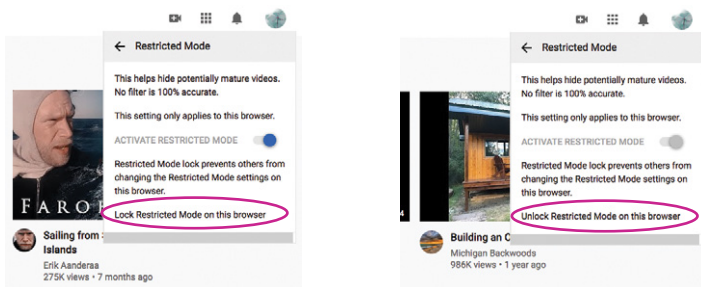 Restricted Mode
This helps hide potentially mature videos.
No filter is 100% accurate.
This setting only applies to this browser.
ACTIVATE RESTRICTED MODE
Restricted Mode lock prevents others from
changing the Restricted Mode settings on
this browser.
Lock Restricted Mode on this browser
FARO
Sailing from
Islands
Erik Aanderaa
275K views • 7 months ago
Restricted Mode
This helps hide potentially mature videos.
No filter is 100% accurate.
This setting only applies to this browser.
ACTIVATE RESTRICTED MODE
Restricted Mode lock prevents others from
changing the Restricted Mode settings on
this browser.
Unlock Restricted Mode on this browser
4
Building an C
Michigan Backwoods
986K views • 1 year ago